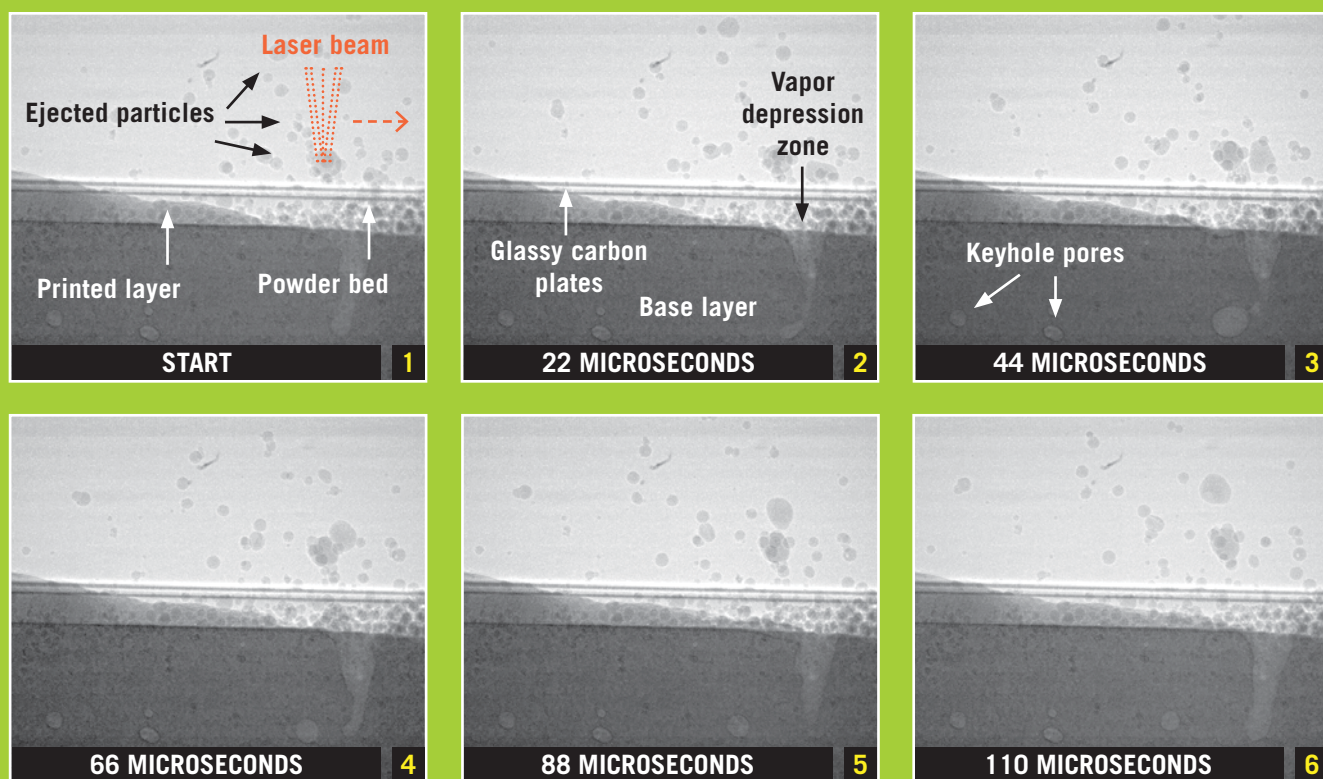 Laser beam
Ejected particles
Printed layer
Powder bed
START 1
Vapor
depression
zone
Glassy carbon
plates
Base layer
22 MICROSECONDS 2
Keyhole pores
44 MICROSECONDS 3
66 MICROSECONDS 4
88 MICROSECONDS 5
110 MICROSECONDS 6